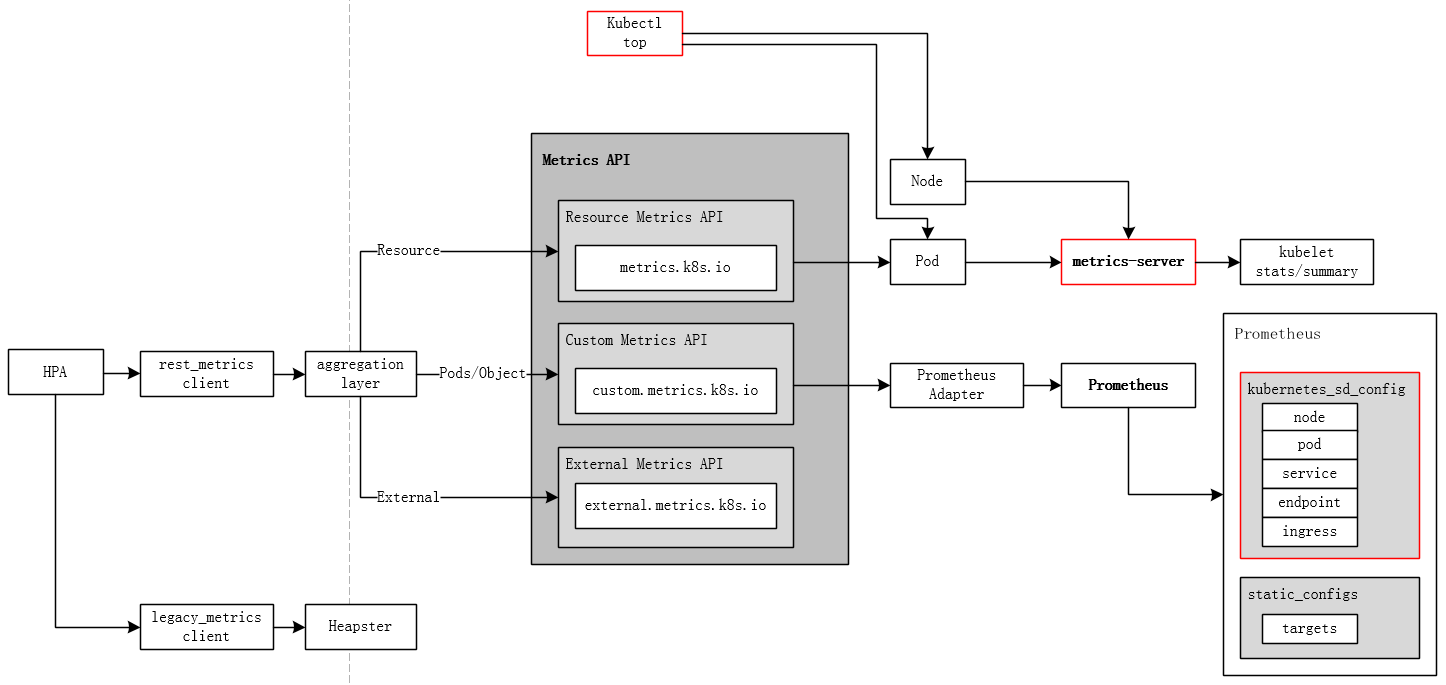 Kubectl
top
Metrics API
Resource Metrics API
metrics.k8s.io
Custom Metrics API
custom.metrics.k8s.io
External Metrics API
external.metrics.k8s.io
Resource
Pods/Object
External
HPA
rest_metrics
client
aggregation
layer
legacy_metrics
client
Heapster
Node
Pod
metrics-server
kubelet
stats/summary
Prometheus
Adapter
Prometheus
Prometheus
kubernetes_sd_config
node
pod
service
endpoint
ingress
static_configs
targets